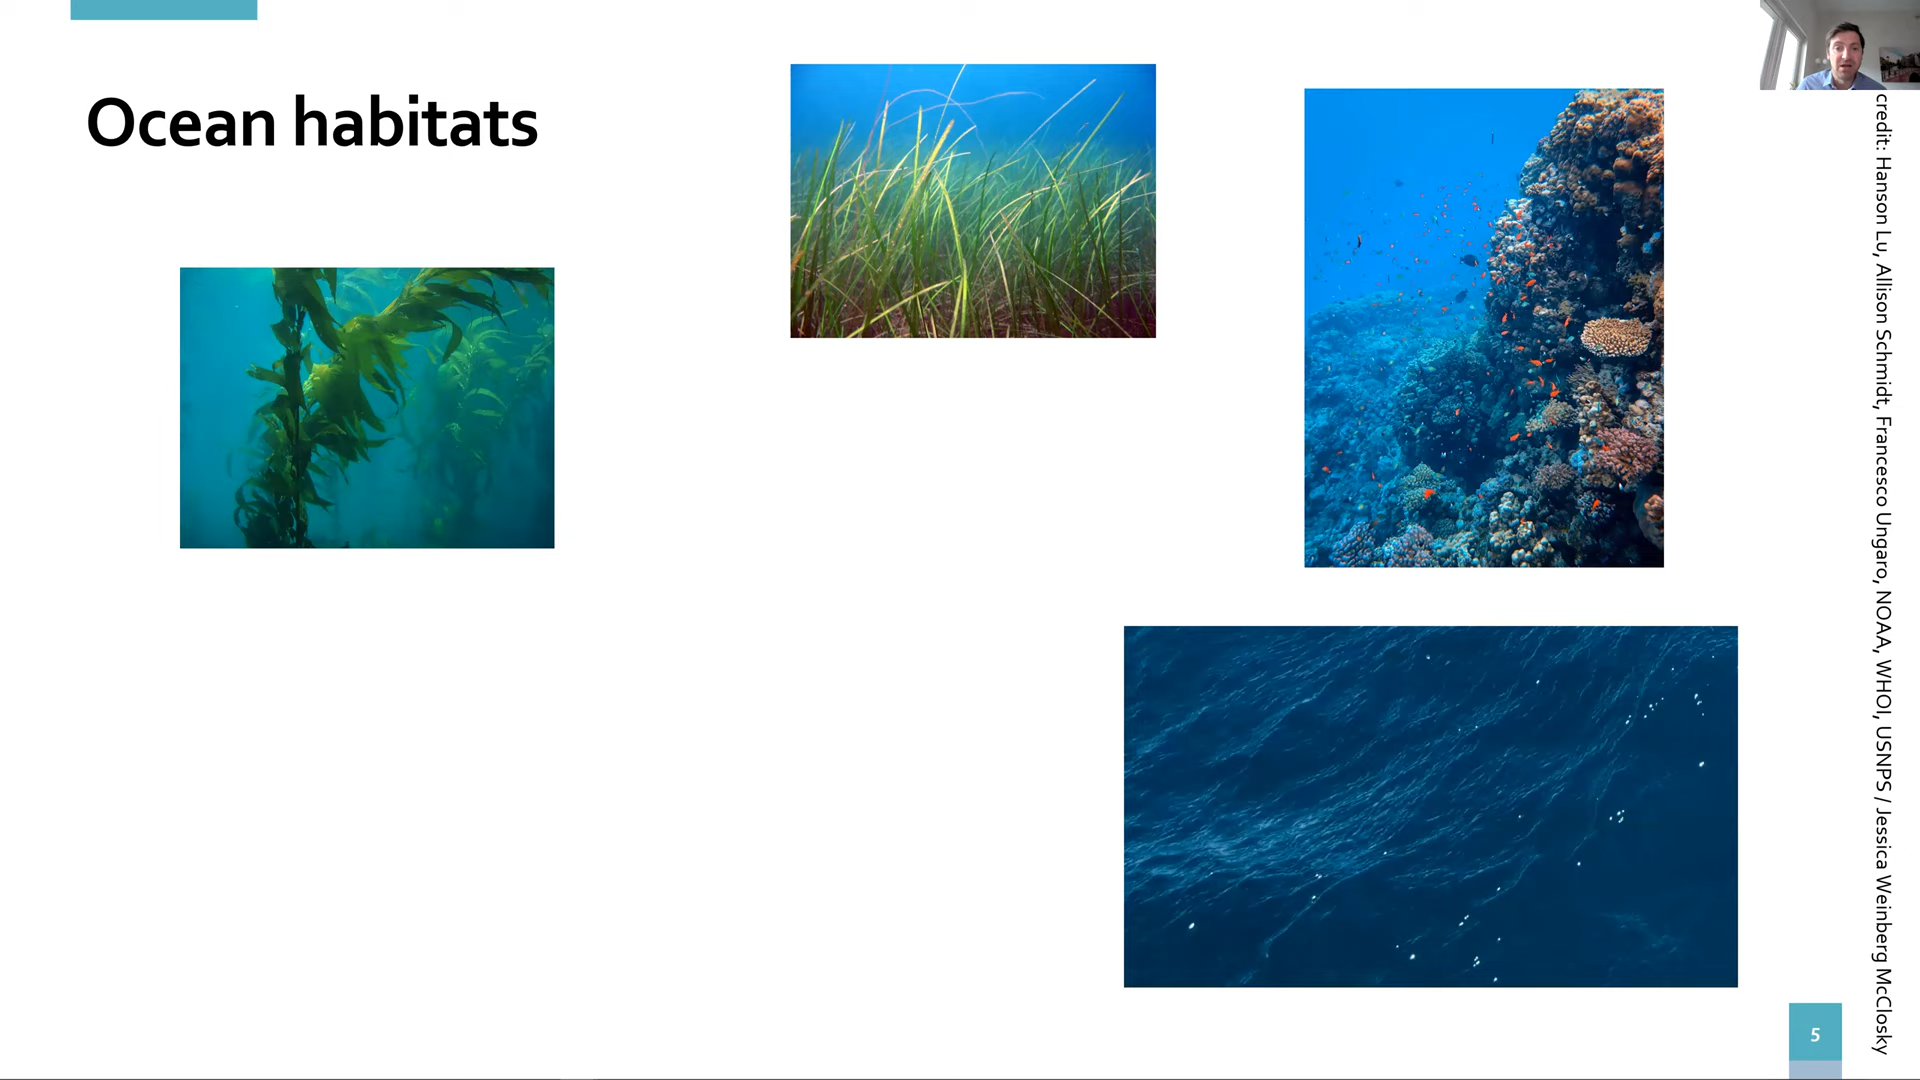 Ocean habitats
credit: Hanson Lu, Allison Schmidt, Francesco Ungaro, NOAA, WHOI, USNPS / Jessica Weinberg McClosky
5